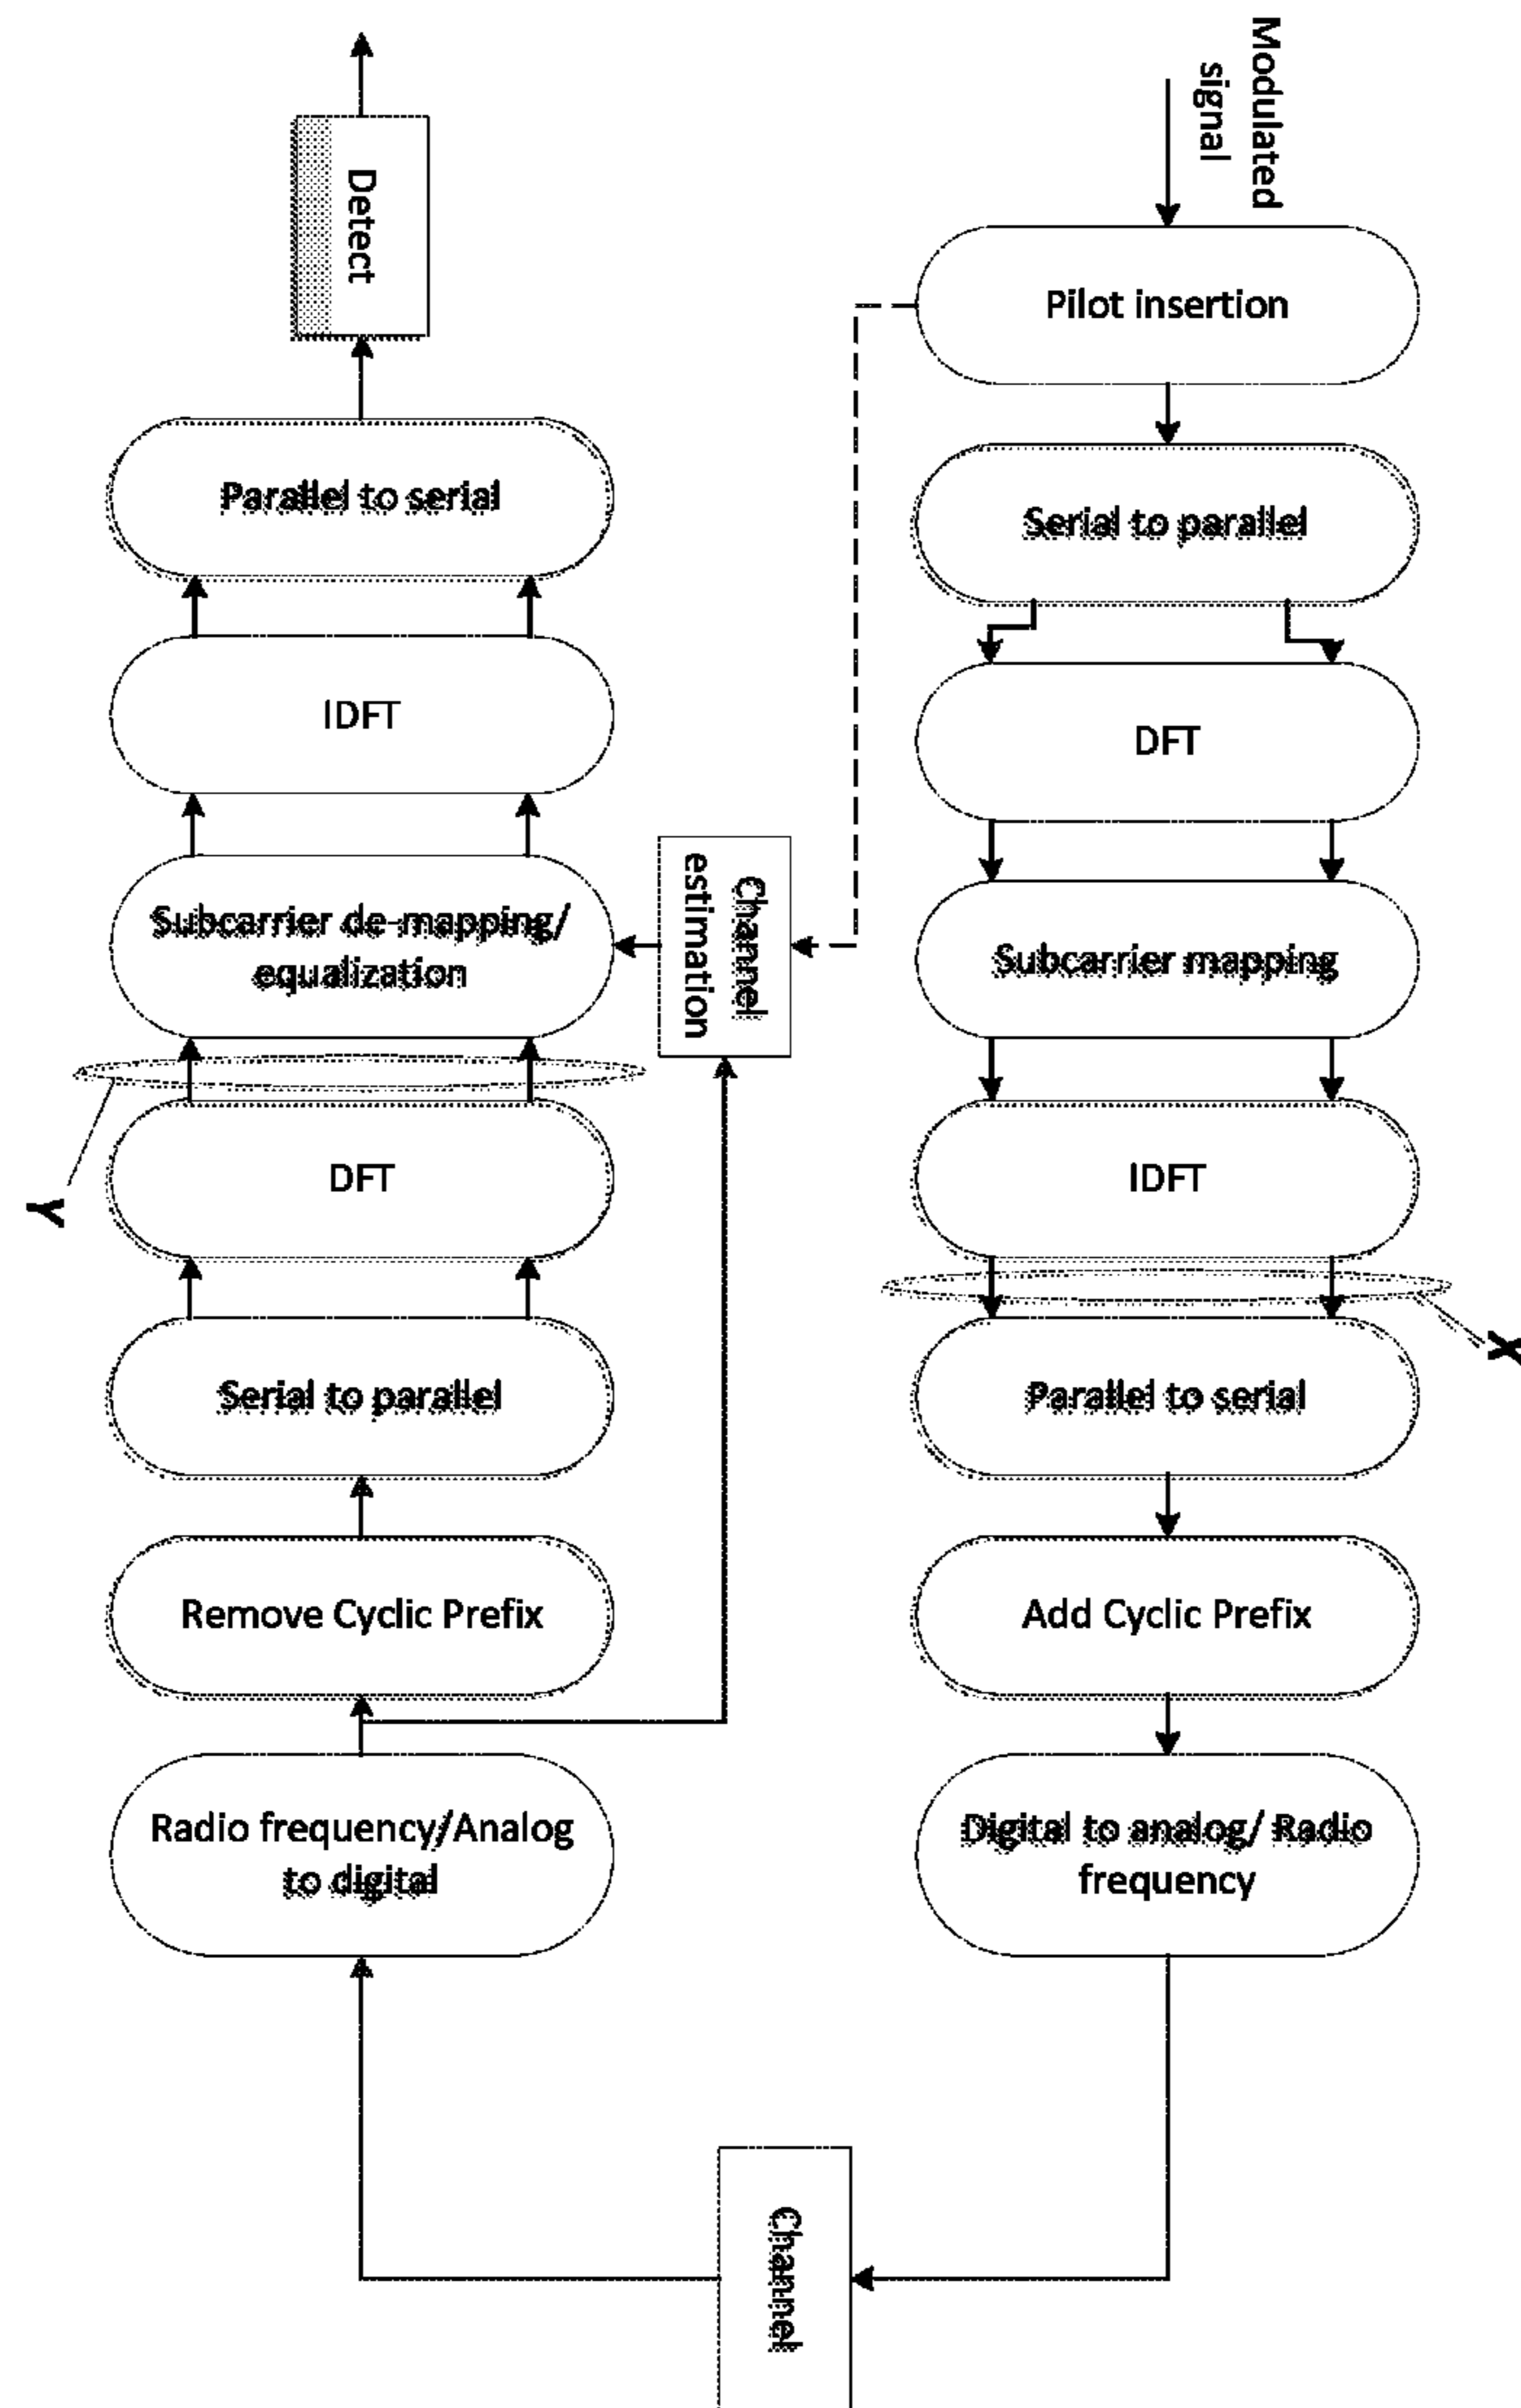 Modulated
signal
Pilot insertion
Serial to parallel
DFT
Subcarrier mapping
IDFT
X
Parallel to serial
Add Cyclic Prefix
Digital to analog/ Radio
frequency
Channel
Radio frequency/Analog
to digital
Remove Cyclic Prefix
Serial to parallel
DFT
Y
Subcarrier de-mapping/
equalization
Channel
estimation
IDFT
Parallel to serial
Detect